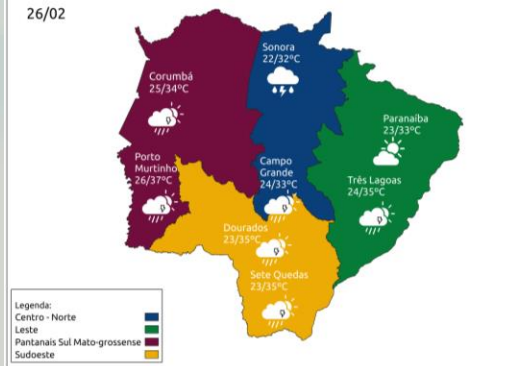 26/02
Sonora
22/32ºC
Corumbá
25/34ºC
Paranaíba
23/33ºC
Porto
Murtinho
26/37ºC
Campo
Grande
24/33ºC
Três Lagoas
24/35ºC
Dourados
23/35ºC
Sete Quedas
23/35ºC
Legenda:
Centro - Norte
Leste
Pantanais Sul Mato-grossense
Sudoeste